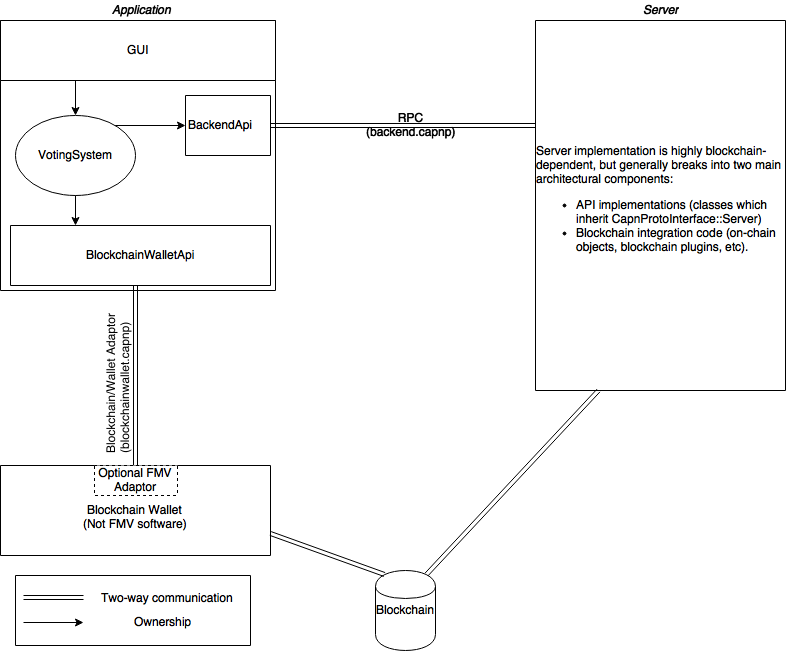 Application
Server
GUI
VotingSystem
BackendApi
RPC
(backend.capnp)
BlockchainWalletApi
Server implementation is highly blockchain-
dependent, but generally breaks into two main
architectural components:
• API implementations (classes which
inherit CapnProtoInterface::Server)
• Blockchain integration code (on-chain
objects, blockchain plugins, etc).
Blockchain/Wallet Adaptor
(blockchainwallet.capnp)
Optional FMV
Adaptor
Blockchain Wallet
(Not FMV software)
Blockchain
Two-way communication
Ownership